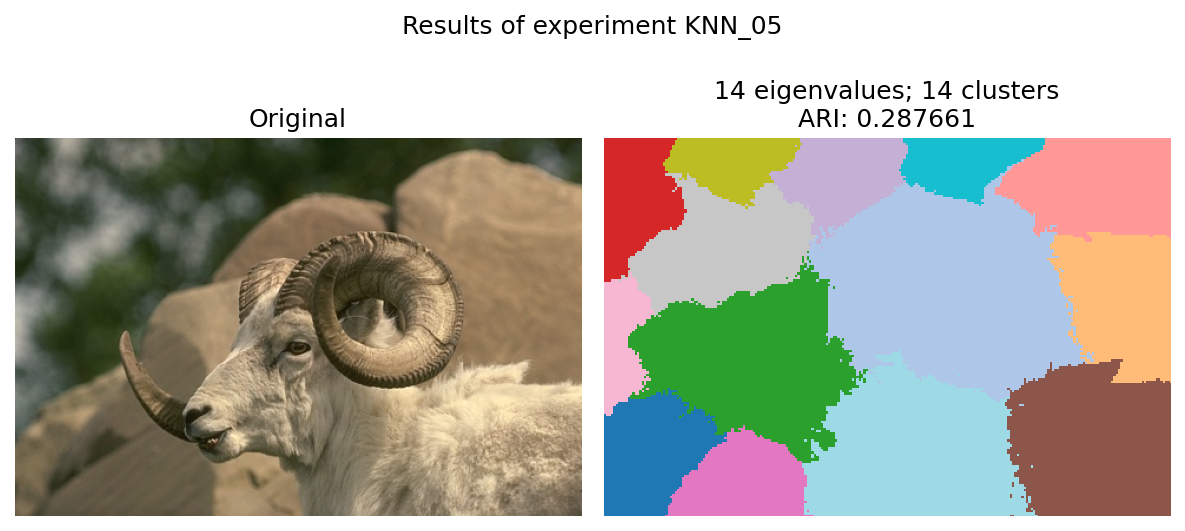 Results of experiment KNN_05
Original
14 eigenvalues; 14 clusters
ARI: 0.287661